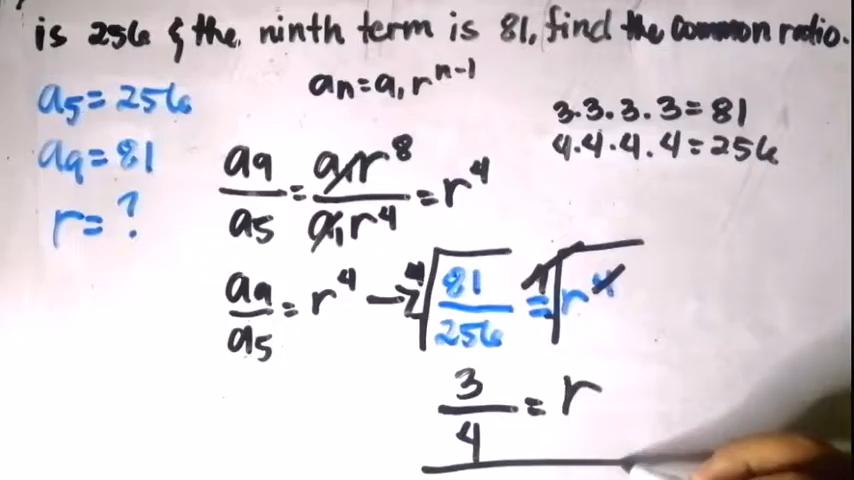 is 256 & the ninth term is 81, find the common ratio.
a5 = 256
an = a1 r^n-1
3·3·3·3 = 81
4·4·4·4 = 256
a9 = 81
r = ?
a9/a5 = a1r^8/a1r^4 = r^4
a9/a5 = r^4 → ⁴√81/256 = ⁴√r^4
3/4 = r